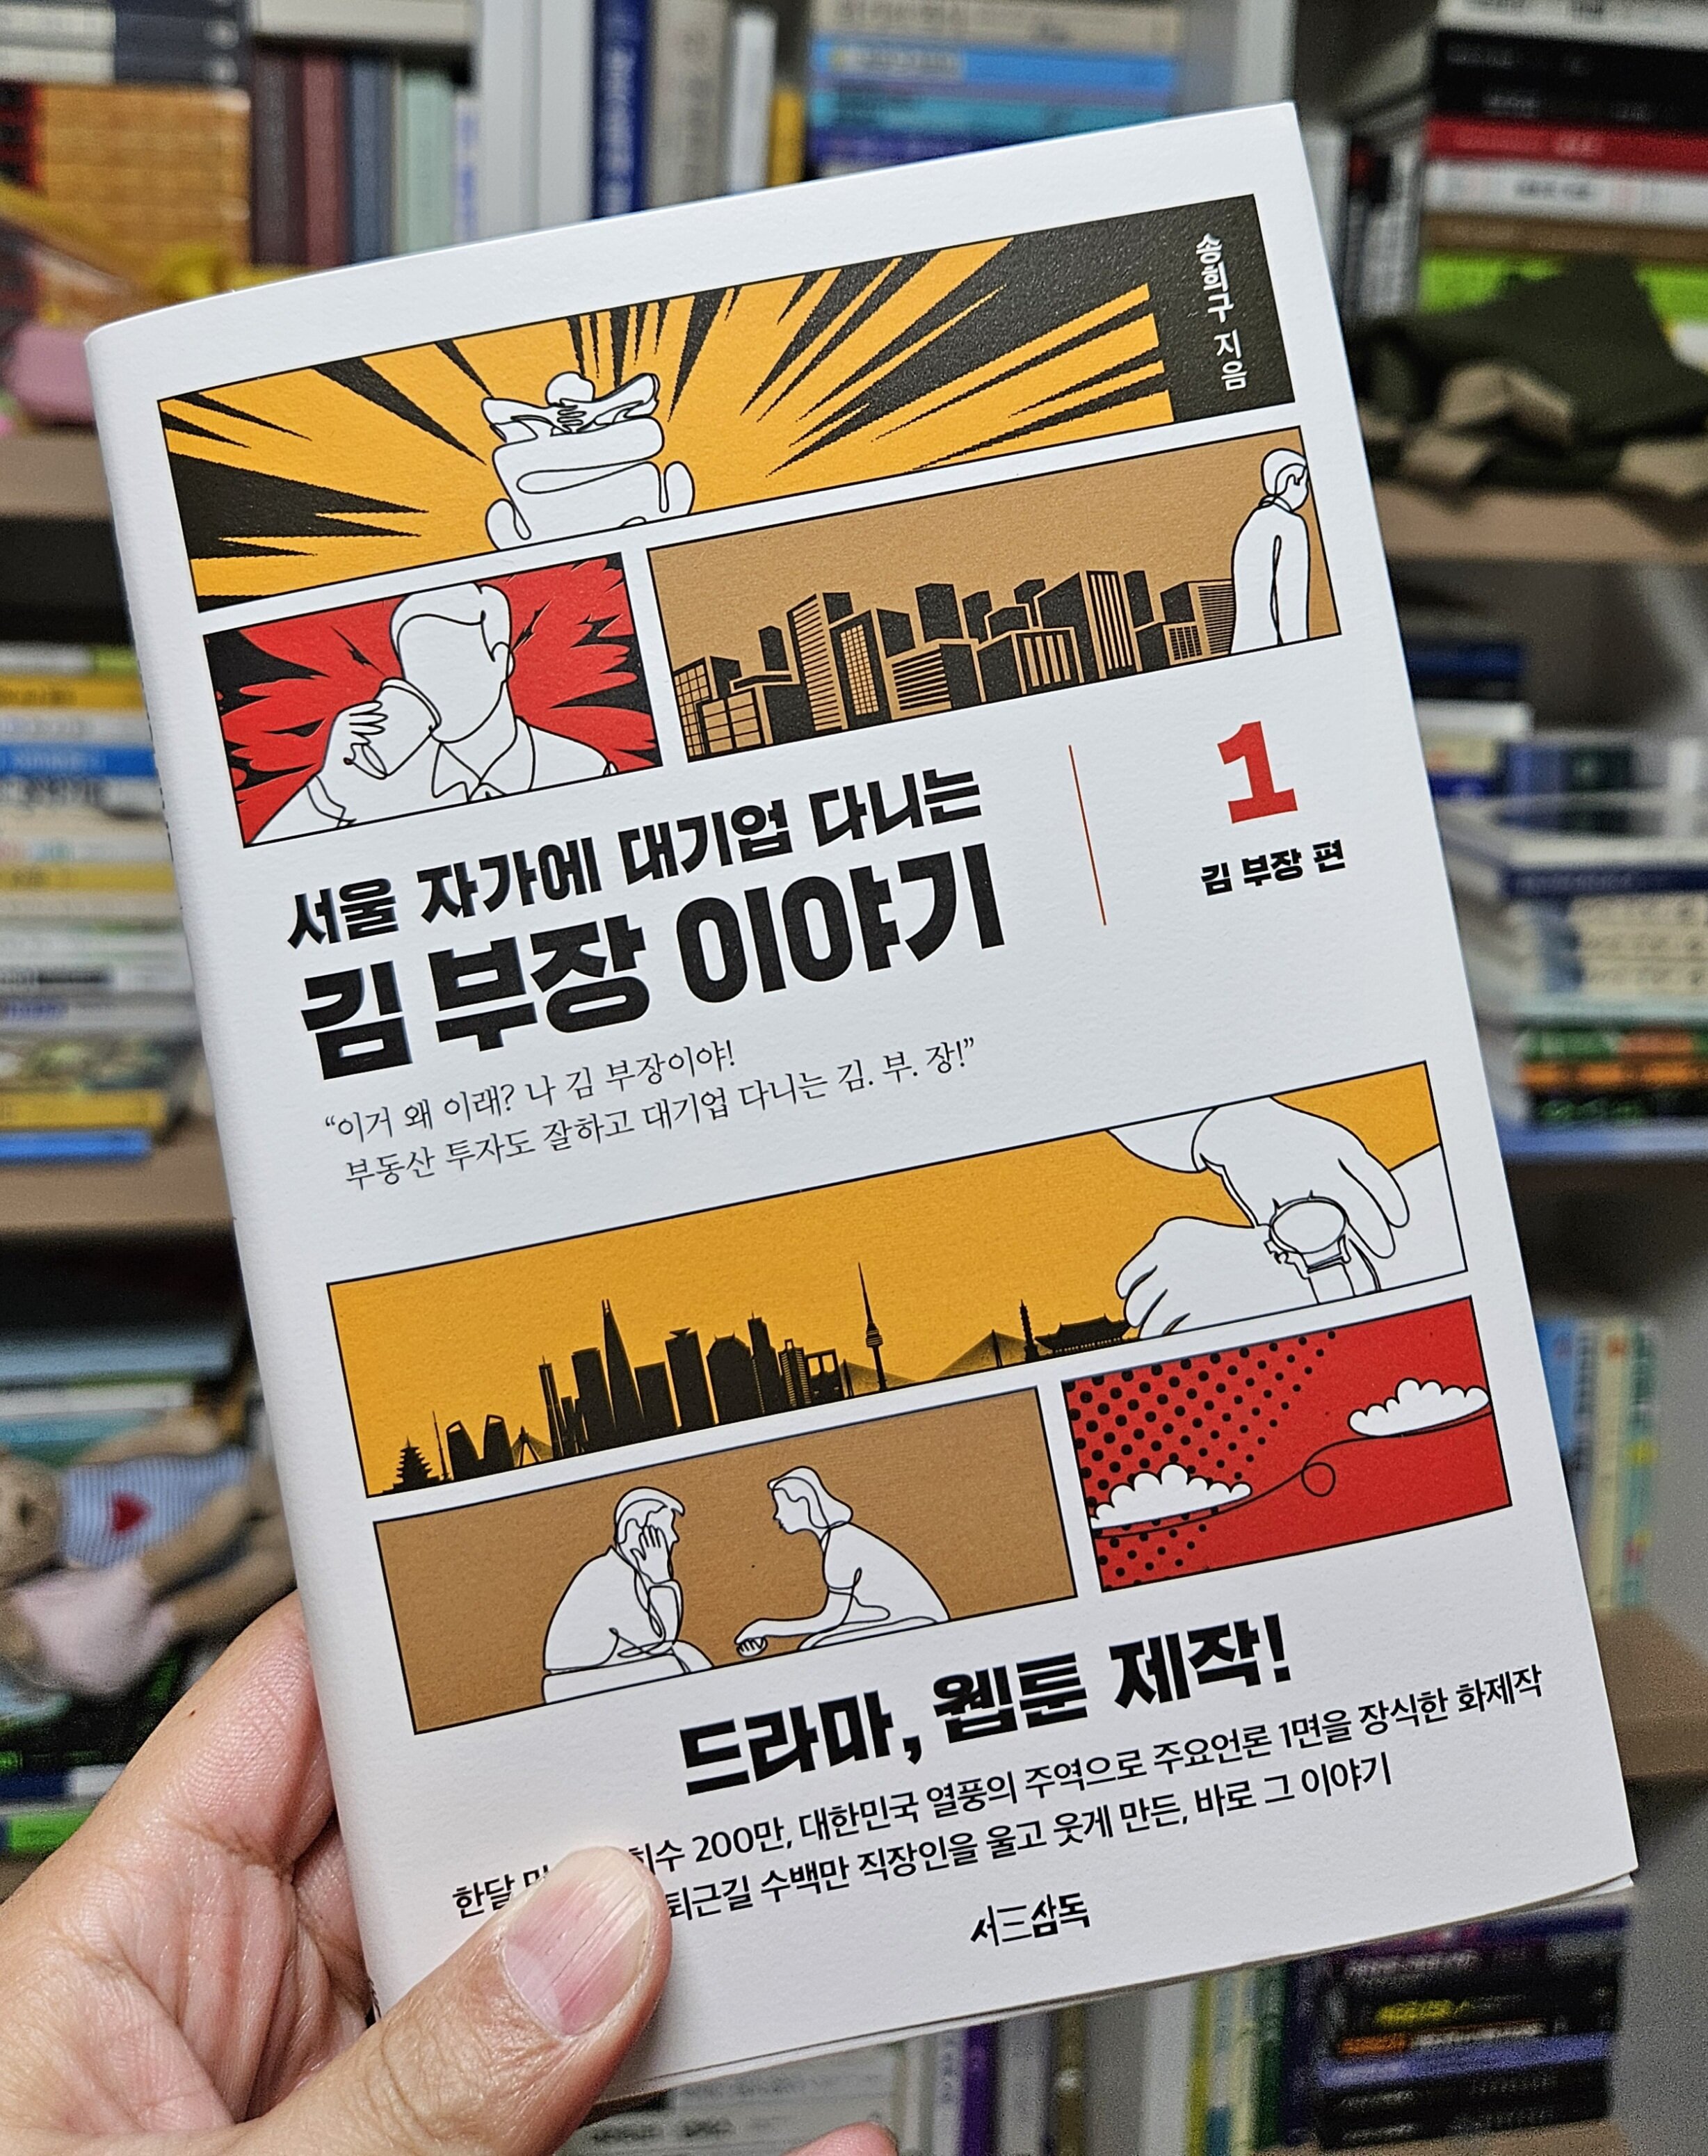 송희구 지음
서울 자가에 대기업 다니는
김 부장 이야기
1
김 부장 편
“이거 왜 이래? 나 김 부장이야!
부동산 투자도 잘하고 대기업 다니는 김. 부. 장!”
드라마, 웹툰 제작!
한달 200만, 대한민국 열풍의 주역으로 주요언론 1면을 장식한 화제작
퇴근길 수백만 직장인을 울고 웃게 만든, 바로 그 이야기
서삼독